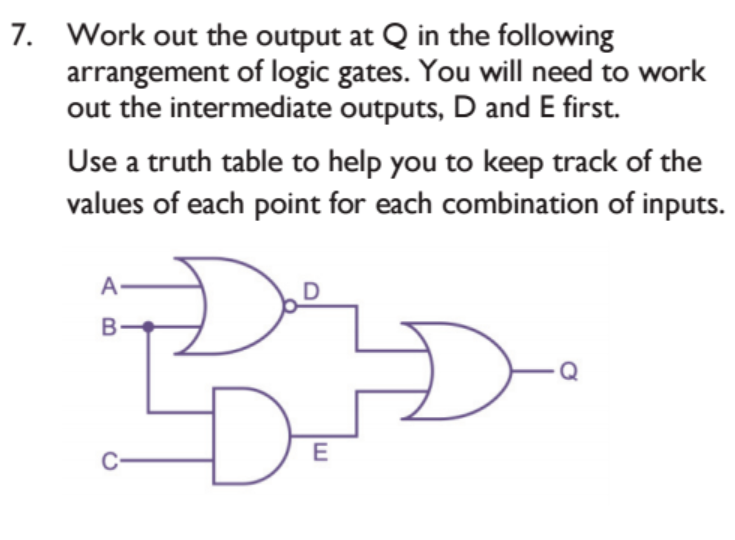 7. Work out the output at Q in the following
arrangement of logic gates. You will need to work
out the intermediate outputs, D and E first.
Use a truth table to help you to keep track of the
values of each point for each combination of inputs.
A
D
B
Q
E
C